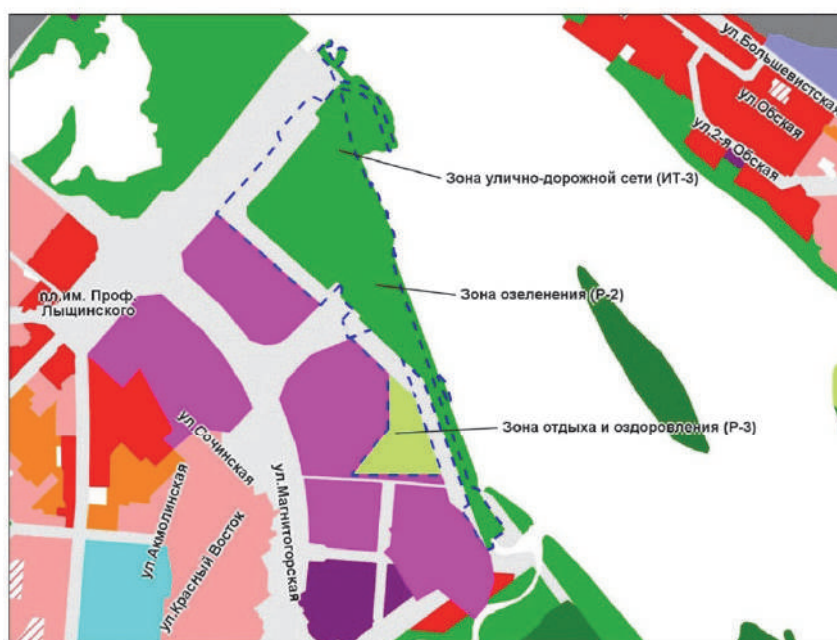 ул.Большевистская
ул.Обская
ул.2-я Обская
Зона улично-дорожной сети (ИТ-3)
Зона озеленения (Р-2)
пл.им. Проф.
Лыщинского
Зона отдыха и оздоровления (Р-3)
ул.Сочинская
ул.Магнитогорская
ул.Акмолинская
ул.Красный Восток